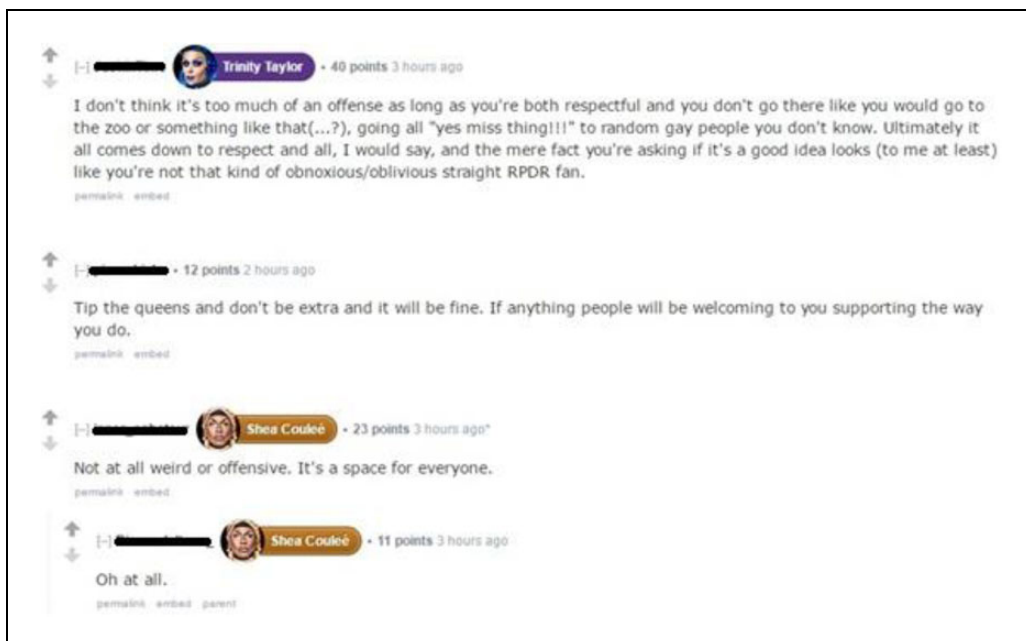 [-] Trinity Taylor • 40 points 3 hours ago
I don't think it's too much of an offense as long as you're both respectful and you don't go there like you would go to
the zoo or something like that(...?), going all "yes miss thing!!!" to random gay people you don't know. Ultimately it
all comes down to respect and all, I would say, and the mere fact you're asking if it's a good idea looks (to me at least)
like you're not that kind of obnoxious/oblivious straight RPDR fan.
permalink embed
[-] • 12 points 2 hours ago
Tip the queens and don't be extra and it will be fine. If anything people will be welcoming to you supporting the way
you do.
permalink embed
[-] Shea Couleé • 23 points 3 hours ago*
Not at all weird or offensive. It's a space for everyone.
permalink embed
[-] Shea Couleé • 11 points 3 hours ago
Oh at all.
permalink embed parent